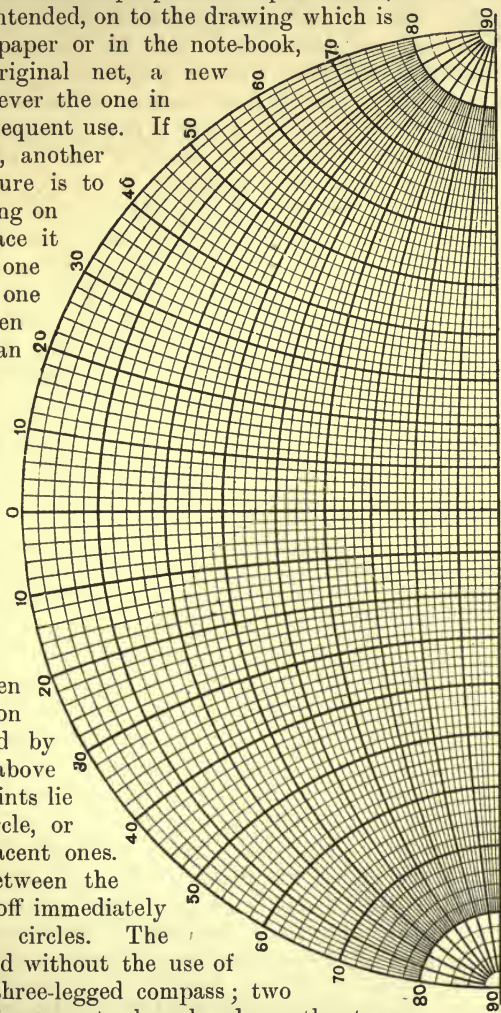 ntended, on to the drawing which is
paper or in the note-book,
riginal net, a new
ever the one in
sequent use. If
, another
ure is to
ng on
ace it
one
one
en
an
en
on
d by
above
ints lie
rcle, or
acent ones.
etween the
off immediately
circles. The
d without the use of
hree-legged compass; two
90
80
70
60
50
40
30
20
10
0
10
20
30
40
50
60
70
80
90